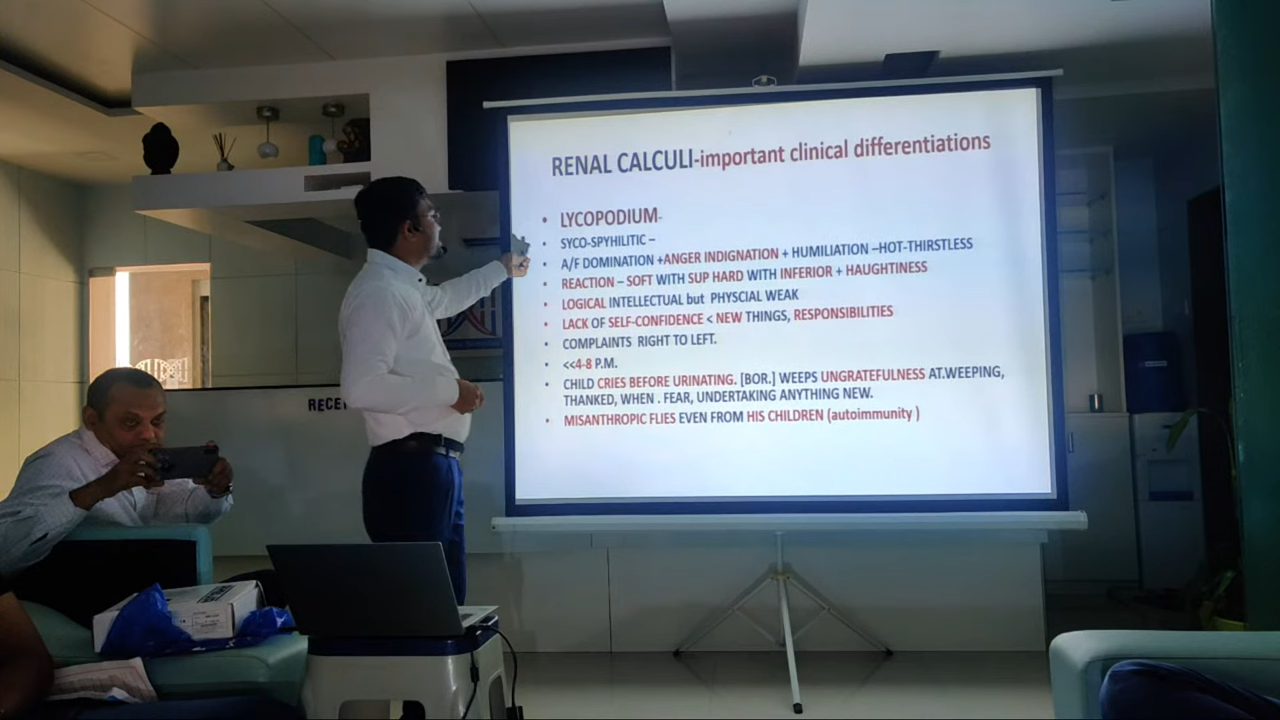 RENAL CALCULI-important clinical differentiations
• LYCOPODIUM-
• SYCO-SPYHILITIC –
• A/F DOMINATION +ANGER INDIGNATION + HUMILIATION –HOT-THIRSTLESS
• REACTION – SOFT WITH SUP HARD WITH INFERIOR + HAUGHTINESS
• LOGICAL INTELLECTUAL but PHYSCIAL WEAK
• LACK OF SELF-CONFIDENCE < NEW THINGS, RESPONSIBILITIES
• COMPLAINTS RIGHT TO LEFT.
• <<4-8 P.M.
• CHILD CRIES BEFORE URINATING. [BOR.] WEEPS UNGRATEFULNESS AT.WEEPING,
THANKED, WHEN . FEAR, UNDERTAKING ANYTHING NEW.
• MISANTHROPIC FLIES EVEN FROM HIS CHILDREN (autoimmunity )
RECE